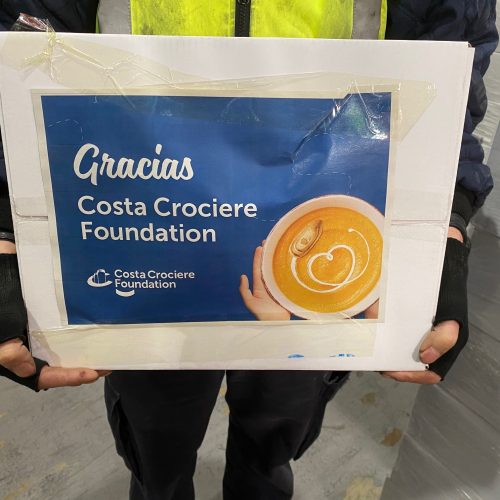 Gracias
Costa Crociere
Foundation
Costa Crociere
Foundation